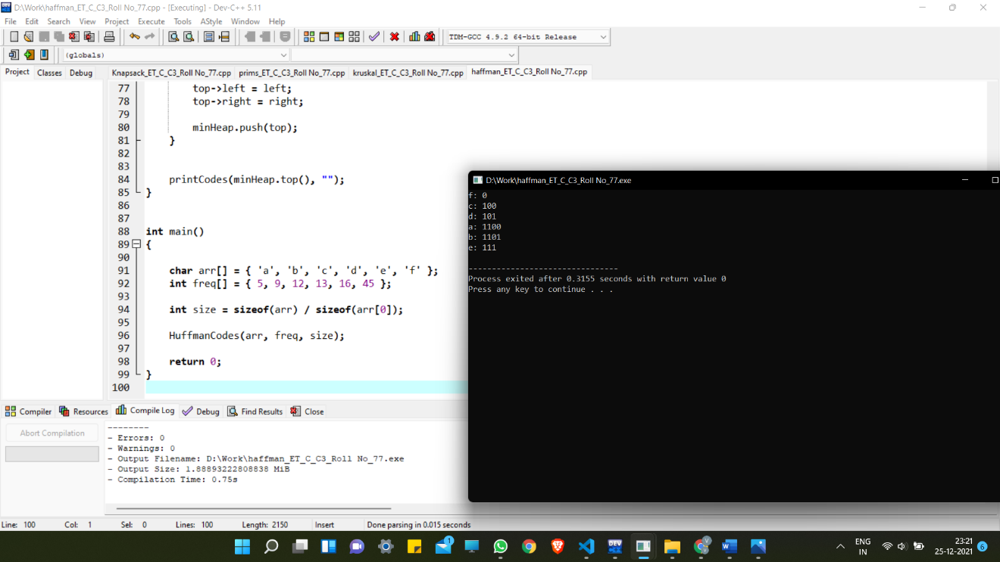 D:\Work\haffman_ET_C_C3_Roll No_77.cpp - [Executing] - Dev-C++ 5.11
File Edit Search View Project Execute Tools AStyle Window Help
TDM-GCC 4.9.2 64-bit Release
(globals)
Project Classes Debug
Knapsack_ET_C_C3_Roll No_77.cpp prims_ET_C_C3_Roll No_77.cpp kruskal_ET_C_C3_Roll No_77.cpp haffman_ET_C_C3_Roll No_77.cpp
77 top->left = left;
78 top->right = right;
79
80 minHeap.push(top);
81 }
82
83
84 printCodes(minHeap.top(), "");
85 }
86
87
88 int main()
89 {
90
91 char arr[] = { 'a', 'b', 'c', 'd', 'e', 'f' };
92 int freq[] = { 5, 9, 12, 13, 16, 45 };
93
94 int size = sizeof(arr) / sizeof(arr[0]);
95
96 HuffmanCodes(arr, freq, size);
97
98 return 0;
99 }
100
D:\Work\haffman_ET_C_C3_Roll No_77.exe
f: 0
c: 100
d: 101
a: 1100
b: 1101
e: 111
--------------------------------
Process exited after 0.3155 seconds with return value 0
Press any key to continue . . .
Compiler Resources Compile Log Debug Find Results Close
Abort Compilation
--------
- Errors: 0
- Warnings: 0
- Output Filename: D:\Work\haffman_ET_C_C3_Roll No_77.exe
- Output Size: 1.88893222808838 MiB
- Compilation Time: 0.75s
Line: 100 Col: 1 Sel: 0 Lines: 100 Length: 2150 Insert Done parsing in 0.015 seconds
1
DEV
V
V
W
ENG
IN
23:21
25-12-2021
6